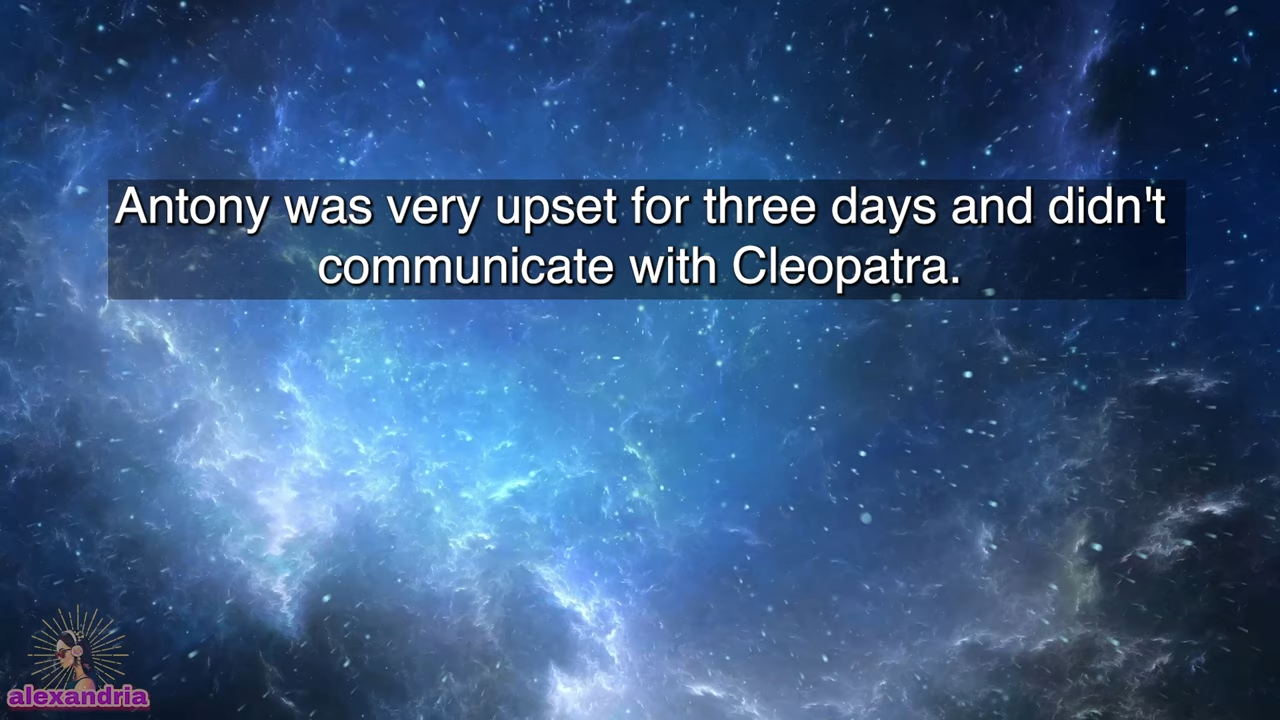 Antony was very upset for three days and didn't
communicate with Cleopatra.
alexandria